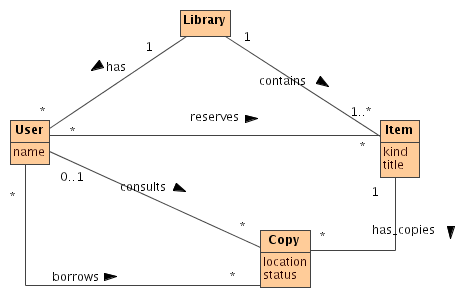 Library
1
1
has
contains
*
1..*
User
name
*
reserves
*
Item
kind
title
0..1
consults
*
1
*
*
has_copies
Copy
location
status
borrows
*